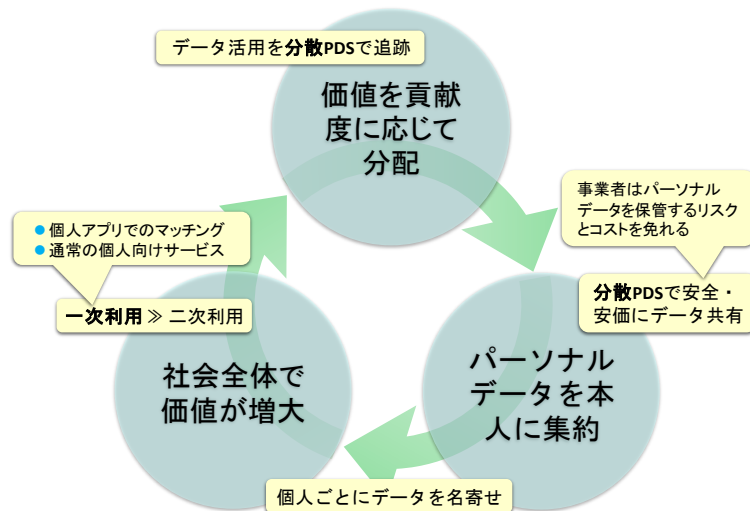 データ活用を分散PDSで追跡
価値を貢献
度に応じて
分配
事業者はパーソナル
データを保管するリスク
とコストを免れる
● 個人アプリでのマッチング
● 通常の個人向けサービス
分散PDSで安全・
安価にデータ共有
一次利用 ≫ 二次利用
パーソナル
データを本
人に集約
社会全体で
価値が増大
個人ごとにデータを名寄せ